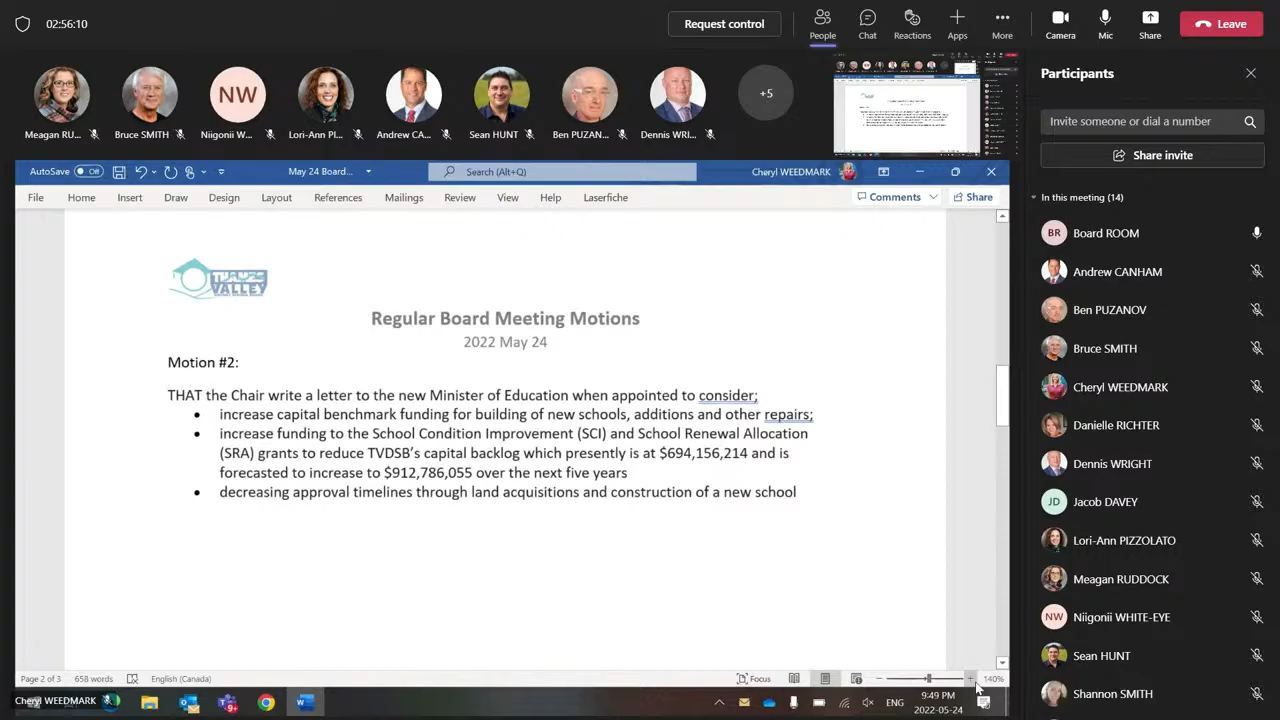 02:56:10
Request control
People
Chat
Reactions
Apps
More
Camera
Mic
Share
Leave
NW
+5
Meagan RU...
Bruce SMI
Ann PI...
Andrew CA...
Sean HUNT
Ben PUZAN...
Dennis WRI...
Participants
dial a number
Share invite
In this meeting (14)
BR Board ROOM
Andrew CANHAM
Ben PUZANOV
Bruce SMITH
Cheryl WEEDMARK
Danielle RICHTER
Dennis WRIGHT
JD Jacob DAVEY
Lori-Ann PIZZOLATO
Meagan RUDDOCK
NW Niigonii WHITE-EYE
Sean HUNT
Shannon SMITH
AutoSave Off
May 24 Board...
Search (Alt+Q)
Cheryl WEEDMARK
File Home Insert Draw Design Layout References Mailings Review View Help Laserfiche
Comments
Share
THAMES
VALLEY
Regular Board Meeting Motions
2022 May 24
Motion #2:
THAT the Chair write a letter to the new Minister of Education when appointed to consider;
• increase capital benchmark funding for building of new schools, additions and other repairs;
• increase funding to the School Condition Improvement (SCI) and School Renewal Allocation
(SRA) grants to reduce TVDSB's capital backlog which presently is at $694,156,214 and is
forecasted to increase to $912,786,055 over the next five years
• decreasing approval timelines through land acquisitions and construction of a new school
Page 2 of 3 658 words English (Canada)
Focus
140%
Cheryl WEEDMARK
ENG
9:49 PM
2022-05-24